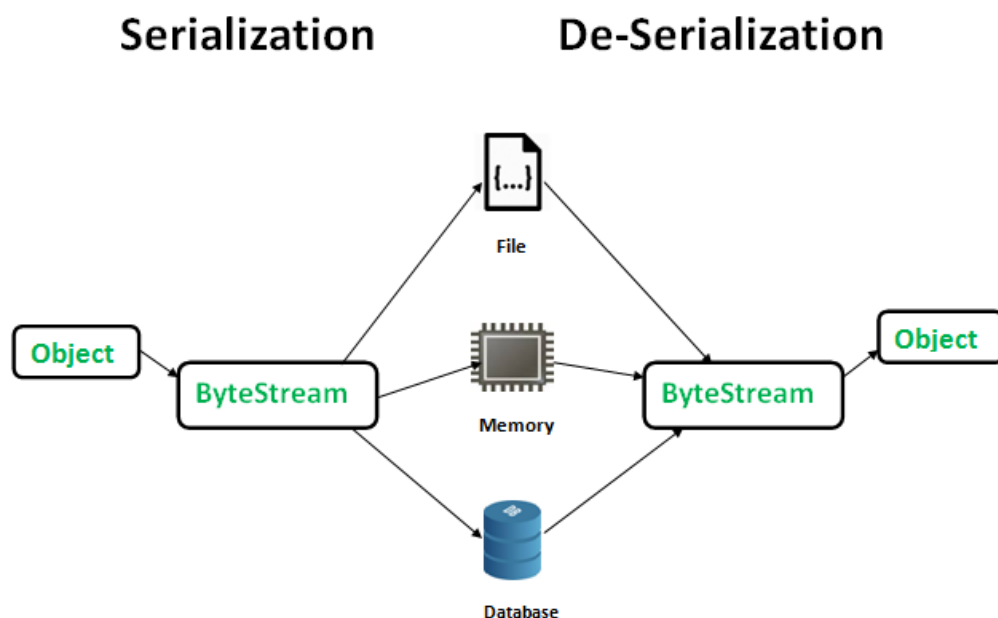 Serialization
De-Serialization
{...}
File
Object
ByteStream
Memory
ByteStream
Object
Database